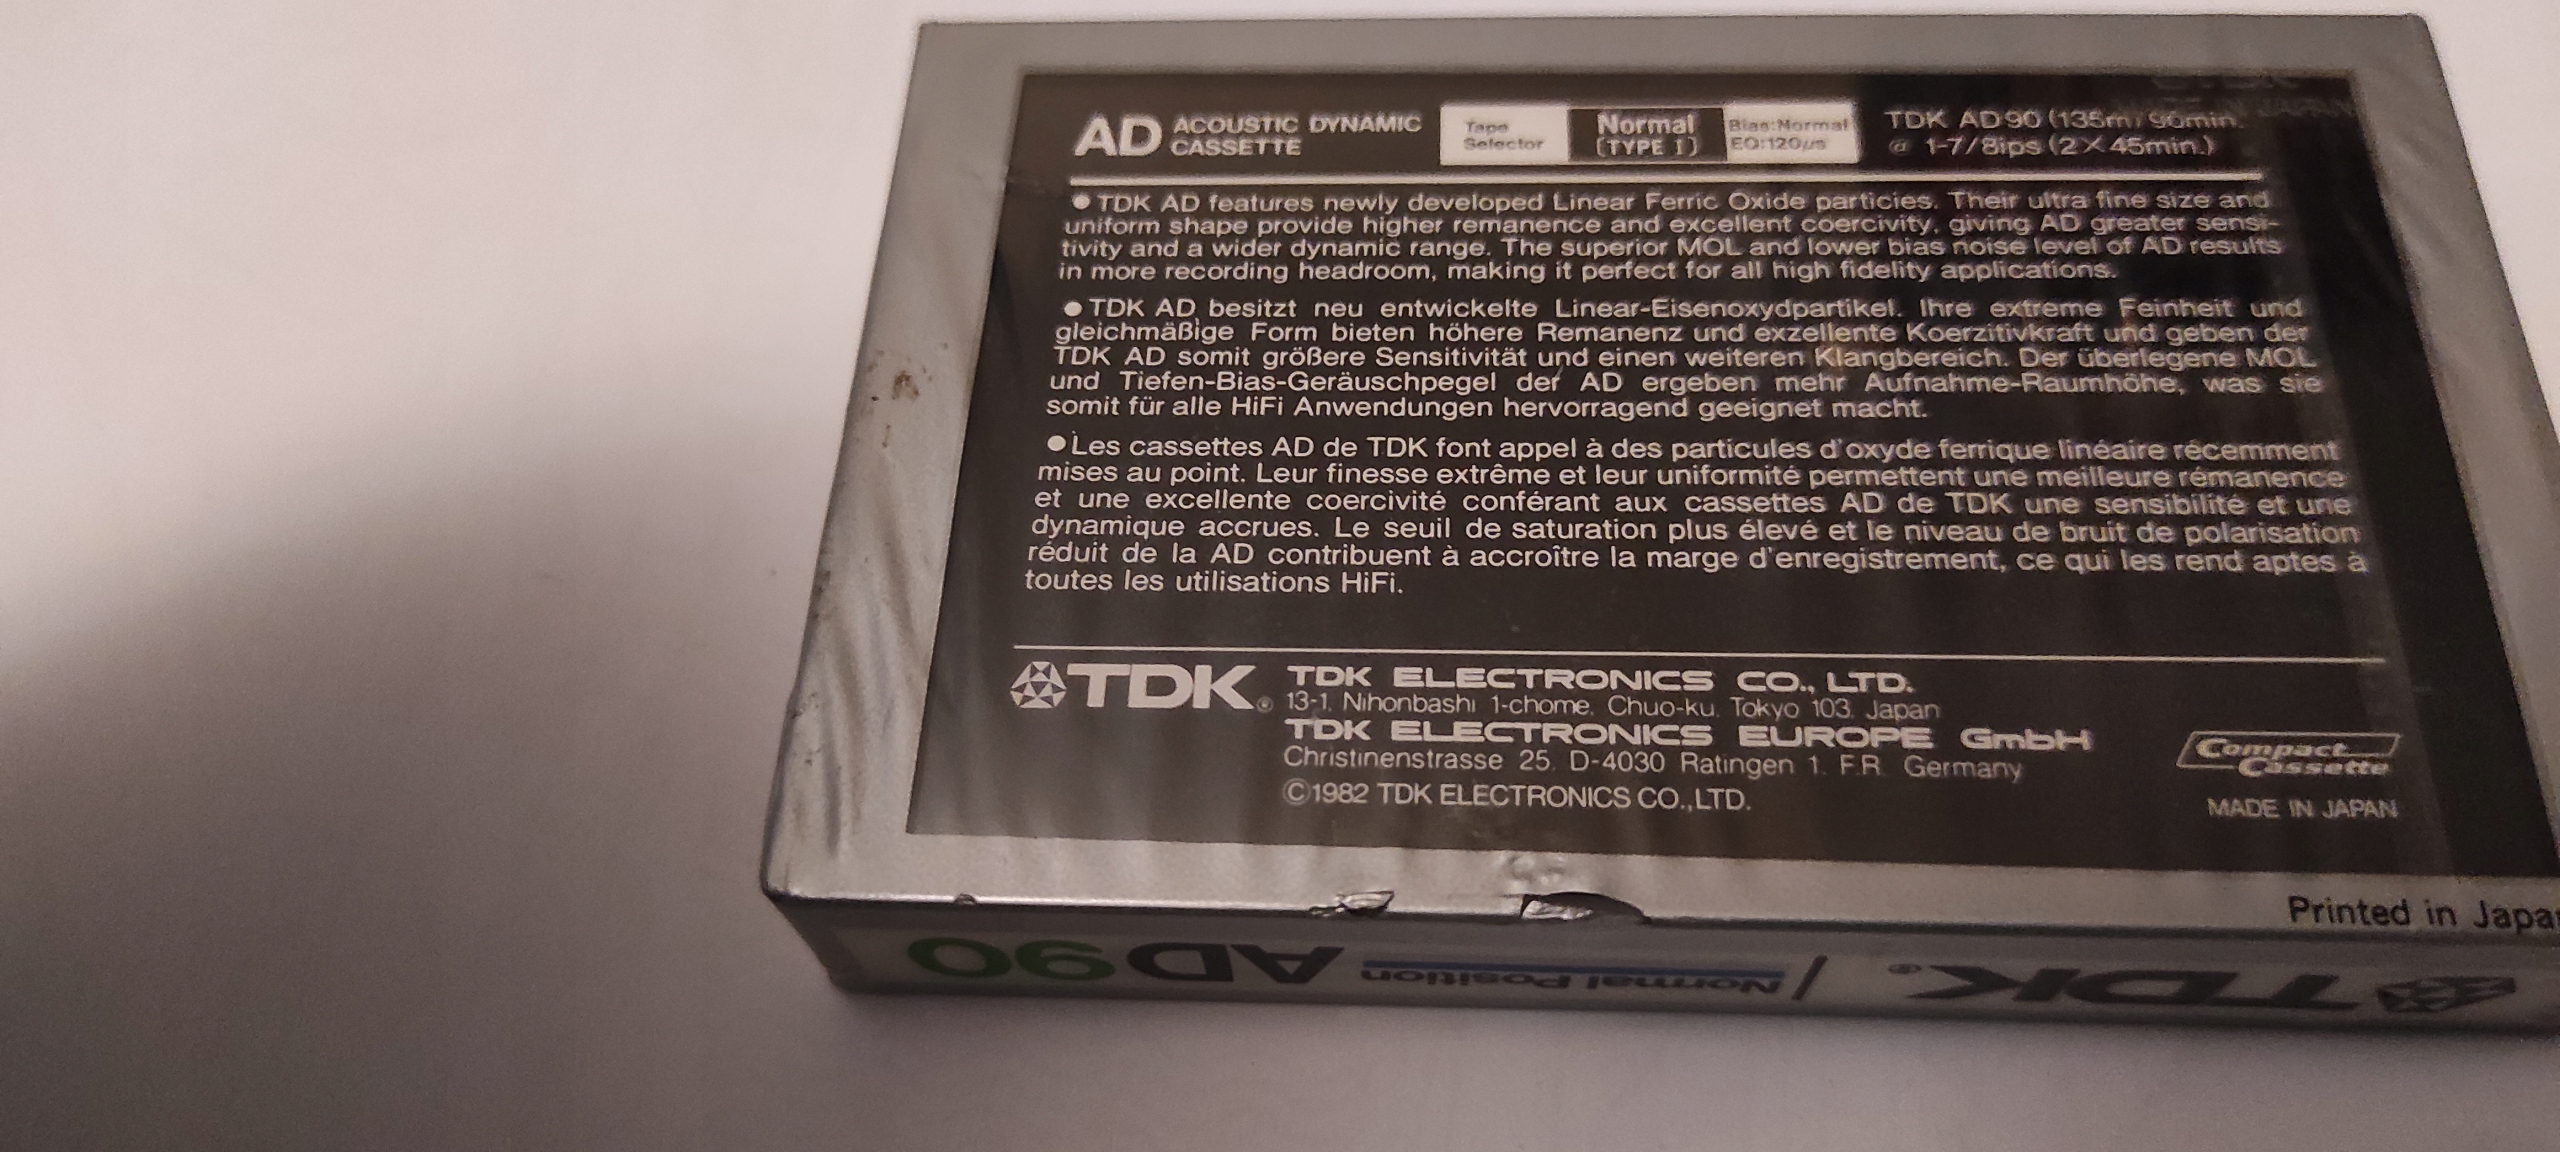 AD ACOUSTIC DYNAMIC
CASSETTE
Tape
Selector
Normal
(TYPE I)
Bias:Normal
EQ:120µs
TDK AD90 (135m) 90min.
@ 1-7/8ips (2×45min.)
● TDK AD features newly developed Linear Ferric Oxide particles. Their ultra fine size and
uniform shape provide higher remanence and excellent coercivity, giving AD greater sensi-
tivity and a wider dynamic range. The superior MOL and lower bias noise level of AD results
in more recording headroom, making it perfect for all high fidelity applications.
● TDK AD besitzt neu entwickelte Linear-Eisenoxydpartikel. Ihre extreme Feinheit und
gleichmäßige Form bieten höhere Remanenz und exzellente Koerzitivkraft und geben der
TDK AD somit größere Sensitivität und einen weiteren Klangbereich. Der überlegene MOL
und Tiefen-Bias-Geräuschpegel der AD ergeben mehr Aufnahme-Raumhöhe, was sie
somit für alle HiFi Anwendungen hervorragend geeignet macht.
● Les cassettes AD de TDK font appel à des particules d'oxyde ferrique linéaire récemment
mises au point. Leur finesse extrême et leur uniformité permettent une meilleure rémanence
et une excellente coercivité conférant aux cassettes AD de TDK une sensibilité et une
dynamique accrues. Le seuil de saturation plus élevé et le niveau de bruit de polarisation
réduit de la AD contribuent à accroître la marge d'enregistrement, ce qui les rend aptes à
toutes les utilisations HiFi.
TDK® TDK ELECTRONICS CO., LTD.
13-1, Nihonbashi 1-chome, Chuo-ku, Tokyo 103, Japan
TDK ELECTRONICS EUROPE GmbH
Christinenstrasse 25, D-4030 Ratingen 1, F.R. Germany
©1982 TDK ELECTRONICS CO.,LTD.
Compact
Cassette
MADE IN JAPAN
Printed in Japan
TDK® / Normal Position AD90